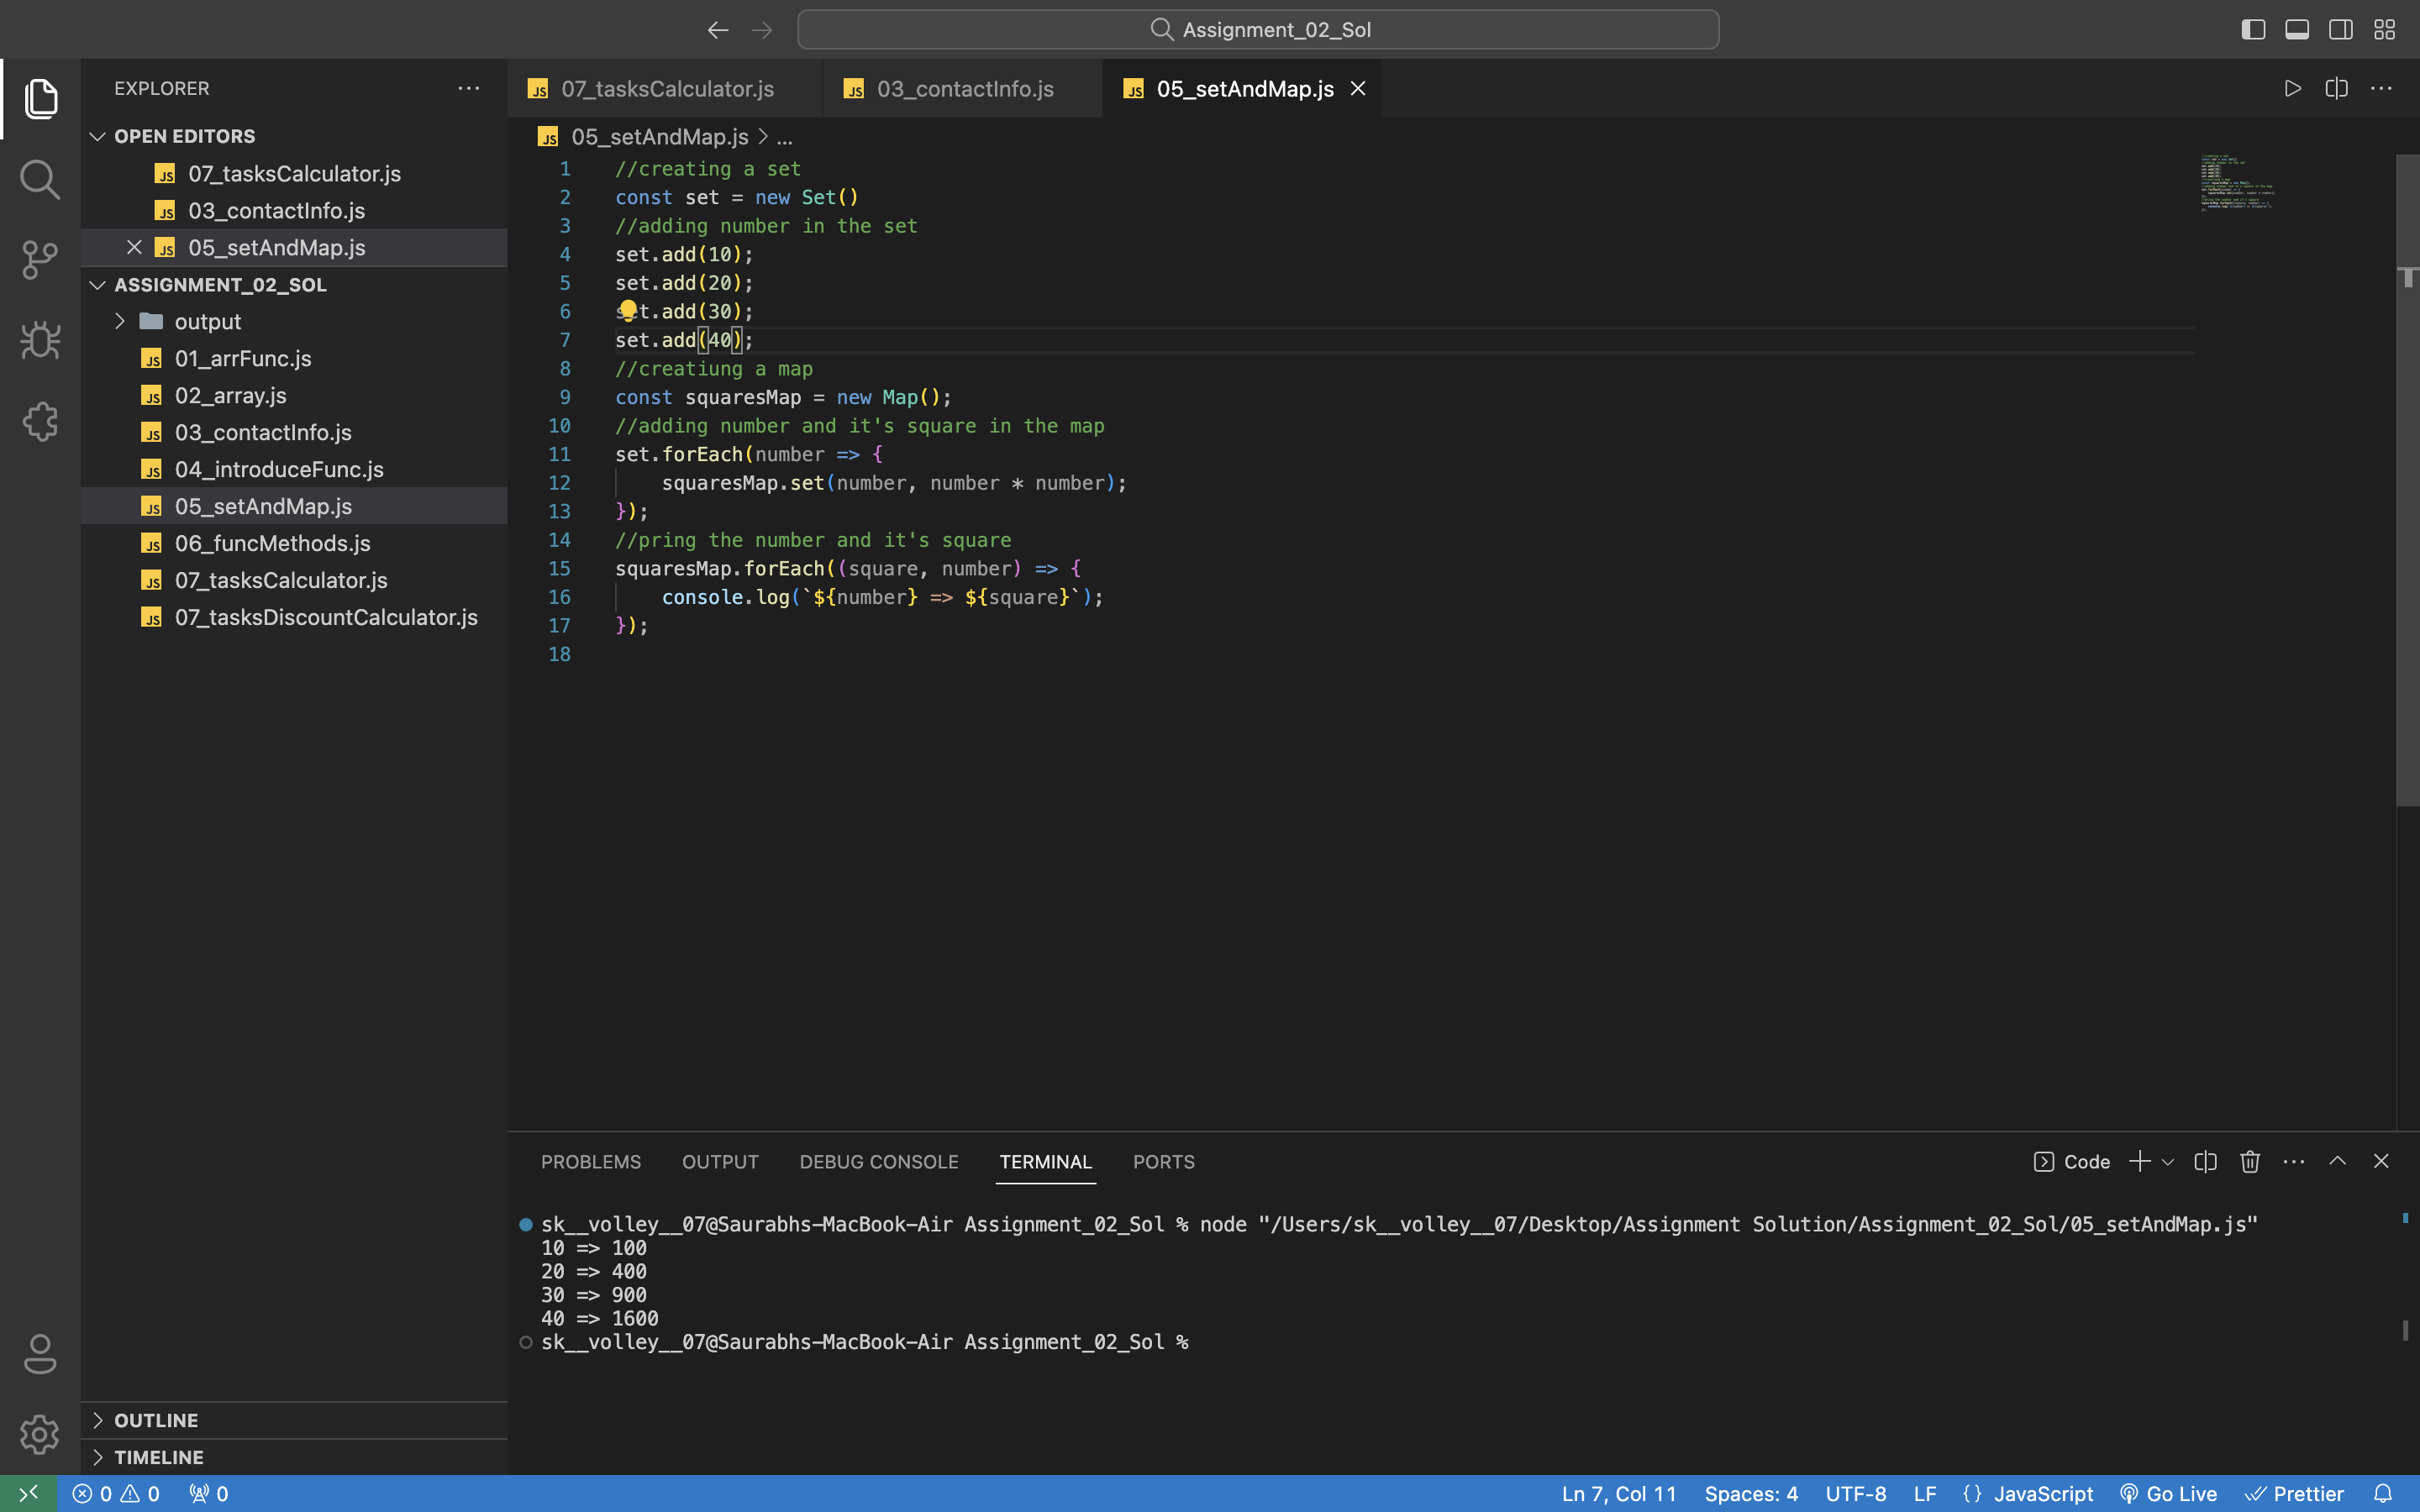 Assignment_02_Sol
EXPLORER
OPEN EDITORS
JS 07_tasksCalculator.js
JS 03_contactInfo.js
JS 05_setAndMap.js
ASSIGNMENT_02_SOL
output
JS 01_arrFunc.js
JS 02_array.js
JS 03_contactInfo.js
JS 04_introduceFunc.js
JS 05_setAndMap.js
JS 06_funcMethods.js
JS 07_tasksCalculator.js
JS 07_tasksDiscountCalculator.js
OUTLINE
TIMELINE
JS 07_tasksCalculator.js
JS 03_contactInfo.js
JS 05_setAndMap.js
JS 05_setAndMap.js > ...
1 //creating a set
2 const set = new Set()
3 //adding number in the set
4 set.add(10);
5 set.add(20);
6 set.add(30);
7 set.add(40);
8 //creatiung a map
9 const squaresMap = new Map();
10 //adding number and it's square in the map
11 set.forEach(number => {
12 squaresMap.set(number, number * number);
13 });
14 //pring the number and it's square
15 squaresMap.forEach((square, number) => {
16 console.log(`${number} => ${square}`);
17 });
18
PROBLEMS OUTPUT DEBUG CONSOLE TERMINAL PORTS
Code
sk__volley__07@Saurabhs-MacBook-Air Assignment_02_Sol % node "/Users/sk__volley__07/Desktop/Assignment Solution/Assignment_02_Sol/05_setAndMap.js"
10 => 100
20 => 400
30 => 900
40 => 1600
sk__volley__07@Saurabhs-MacBook-Air Assignment_02_Sol %
0 0 0
Ln 7, Col 11 Spaces: 4 UTF-8 LF {} JavaScript Go Live Prettier